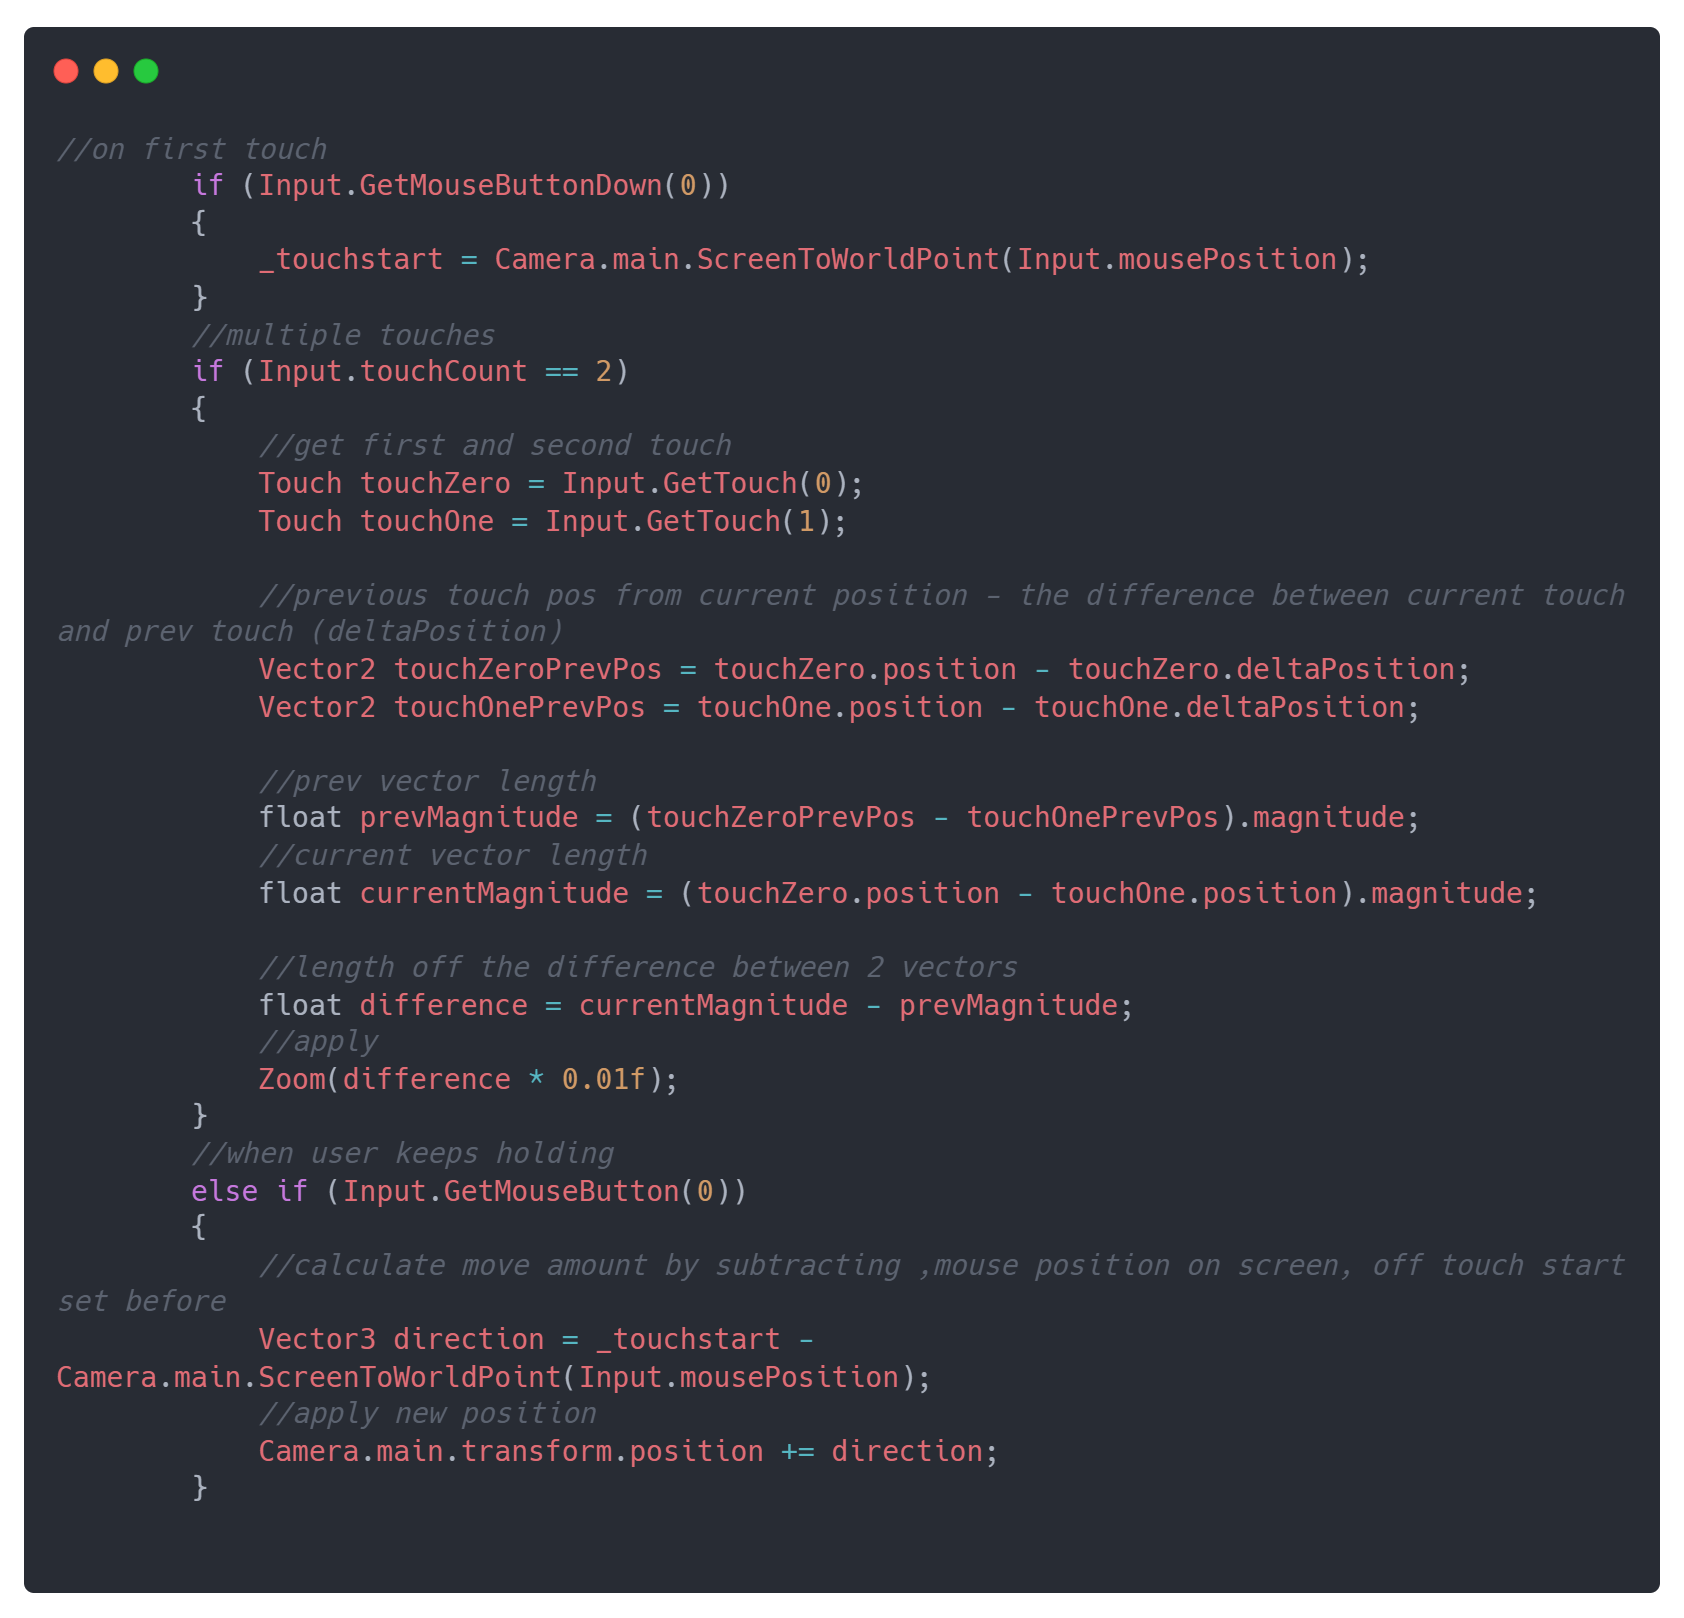 //on first touch
        if (Input.GetMouseButtonDown(0))
        {
            _touchstart = Camera.main.ScreenToWorldPoint(Input.mousePosition);
        }
        //multiple touches
        if (Input.touchCount == 2)
        {
            //get first and second touch
            Touch touchZero = Input.GetTouch(0);
            Touch touchOne = Input.GetTouch(1);

            //previous touch pos from current position - the difference between current touch
and prev touch (deltaPosition)
            Vector2 touchZeroPrevPos = touchZero.position - touchZero.deltaPosition;
            Vector2 touchOnePrevPos = touchOne.position - touchOne.deltaPosition;

            //prev vector length
            float prevMagnitude = (touchZeroPrevPos - touchOnePrevPos).magnitude;
            //current vector length
            float currentMagnitude = (touchZero.position - touchOne.position).magnitude;

            //length off the difference between 2 vectors
            float difference = currentMagnitude - prevMagnitude;
            //apply
            Zoom(difference * 0.01f);
        }
        //when user keeps holding
        else if (Input.GetMouseButton(0))
        {
            //calculate move amount by subtracting ,mouse position on screen, off touch start
set before
            Vector3 direction = _touchstart -
Camera.main.ScreenToWorldPoint(Input.mousePosition);
            //apply new position
            Camera.main.transform.position += direction;
        }